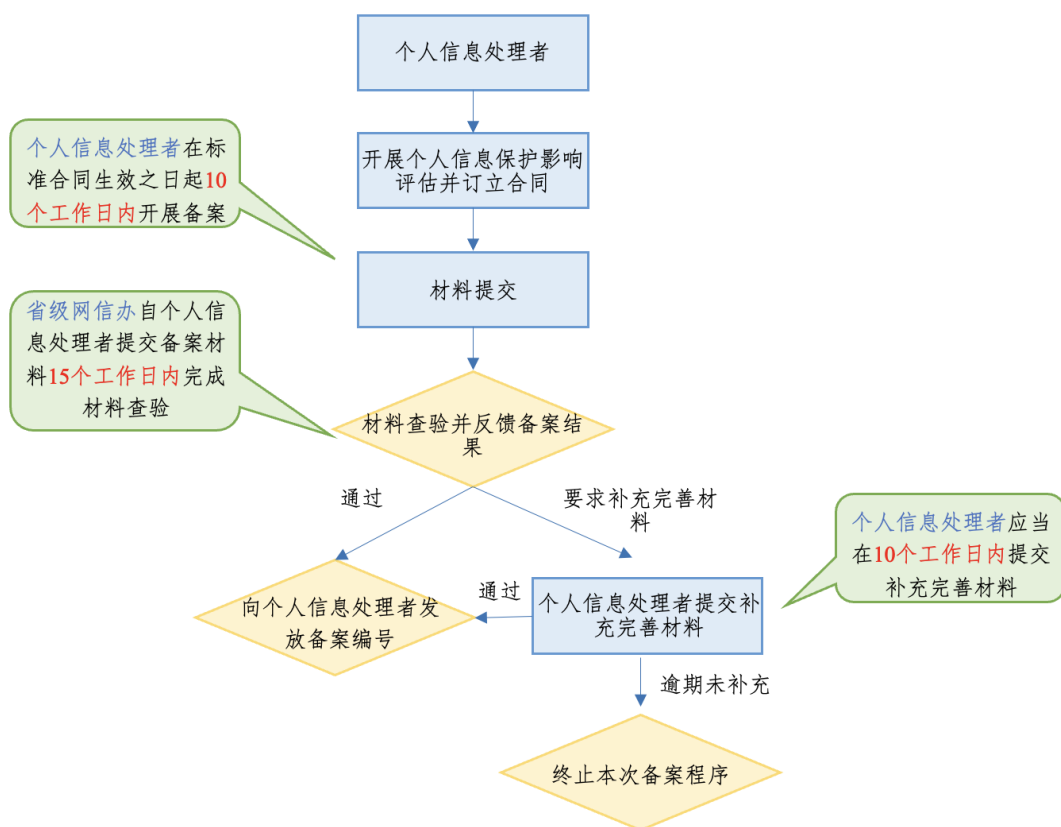 个人信息处理者
个人信息处理者在标
准合同生效之日起10
个工作日内开展备案
开展个人信息保护影响
评估并订立合同
材料提交
省级网信办自个人信
息处理者提交备案材
料15个工作日内完成
材料查验
材料查验并反馈备案结
果
通过
要求补充完善材
料
个人信息处理者应当
在10个工作日内提交
补充完善材料
向个人信息处理者发
放备案编号
通过
个人信息处理者提交补
充完善材料
逾期未补充
终止本次备案程序